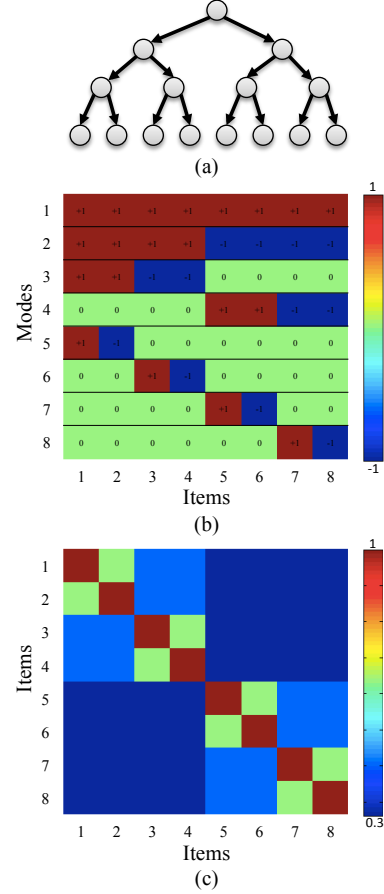 (a)
1
1 +1 +1 +1 +1 +1 +1 +1 +1
2 +1 +1 +1 +1 -1 -1 -1 -1
3 +1 +1 -1 -1 0 0 0 0
4 0 0 0 0 +1 +1 -1 -1
5 +1 -1 0 0 0 0 0 0
6 0 0 +1 -1 0 0 0 0
7 0 0 0 0 +1 -1 0 0
8 0 0 0 0 0 0 +1 -1
Modes
-1
1 2 3 4 5 6 7 8
Items
(b)
1
1
2
3
4
5
6
7
8
Items
0.3
1 2 3 4 5 6 7 8
Items
(c)